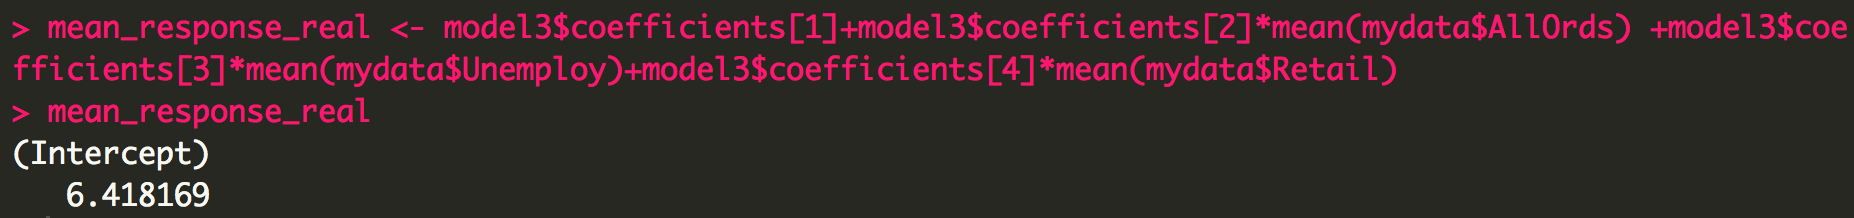 > mean_response_real <- model3$coefficients[1]+model3$coefficients[2]*mean(mydata$AllOrds) +model3$coe
fficients[3]*mean(mydata$Unemploy)+model3$coefficients[4]*mean(mydata$Retail)
> mean_response_real
(Intercept)
   6.418169